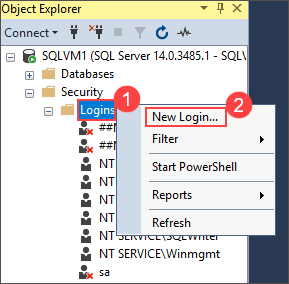 Object Explorer
Connect
SQLVM1 (SQL Server 14.0.3485.1 - SQLV
Databases
Security
Logins
1
2
New Login...
##M
Filter
##M
NT
Start PowerShell
NT
NT
Reports
NT
NT
Refresh
NT SERVICE\SQLWriter
NT SERVICE\Winmgmt
sa